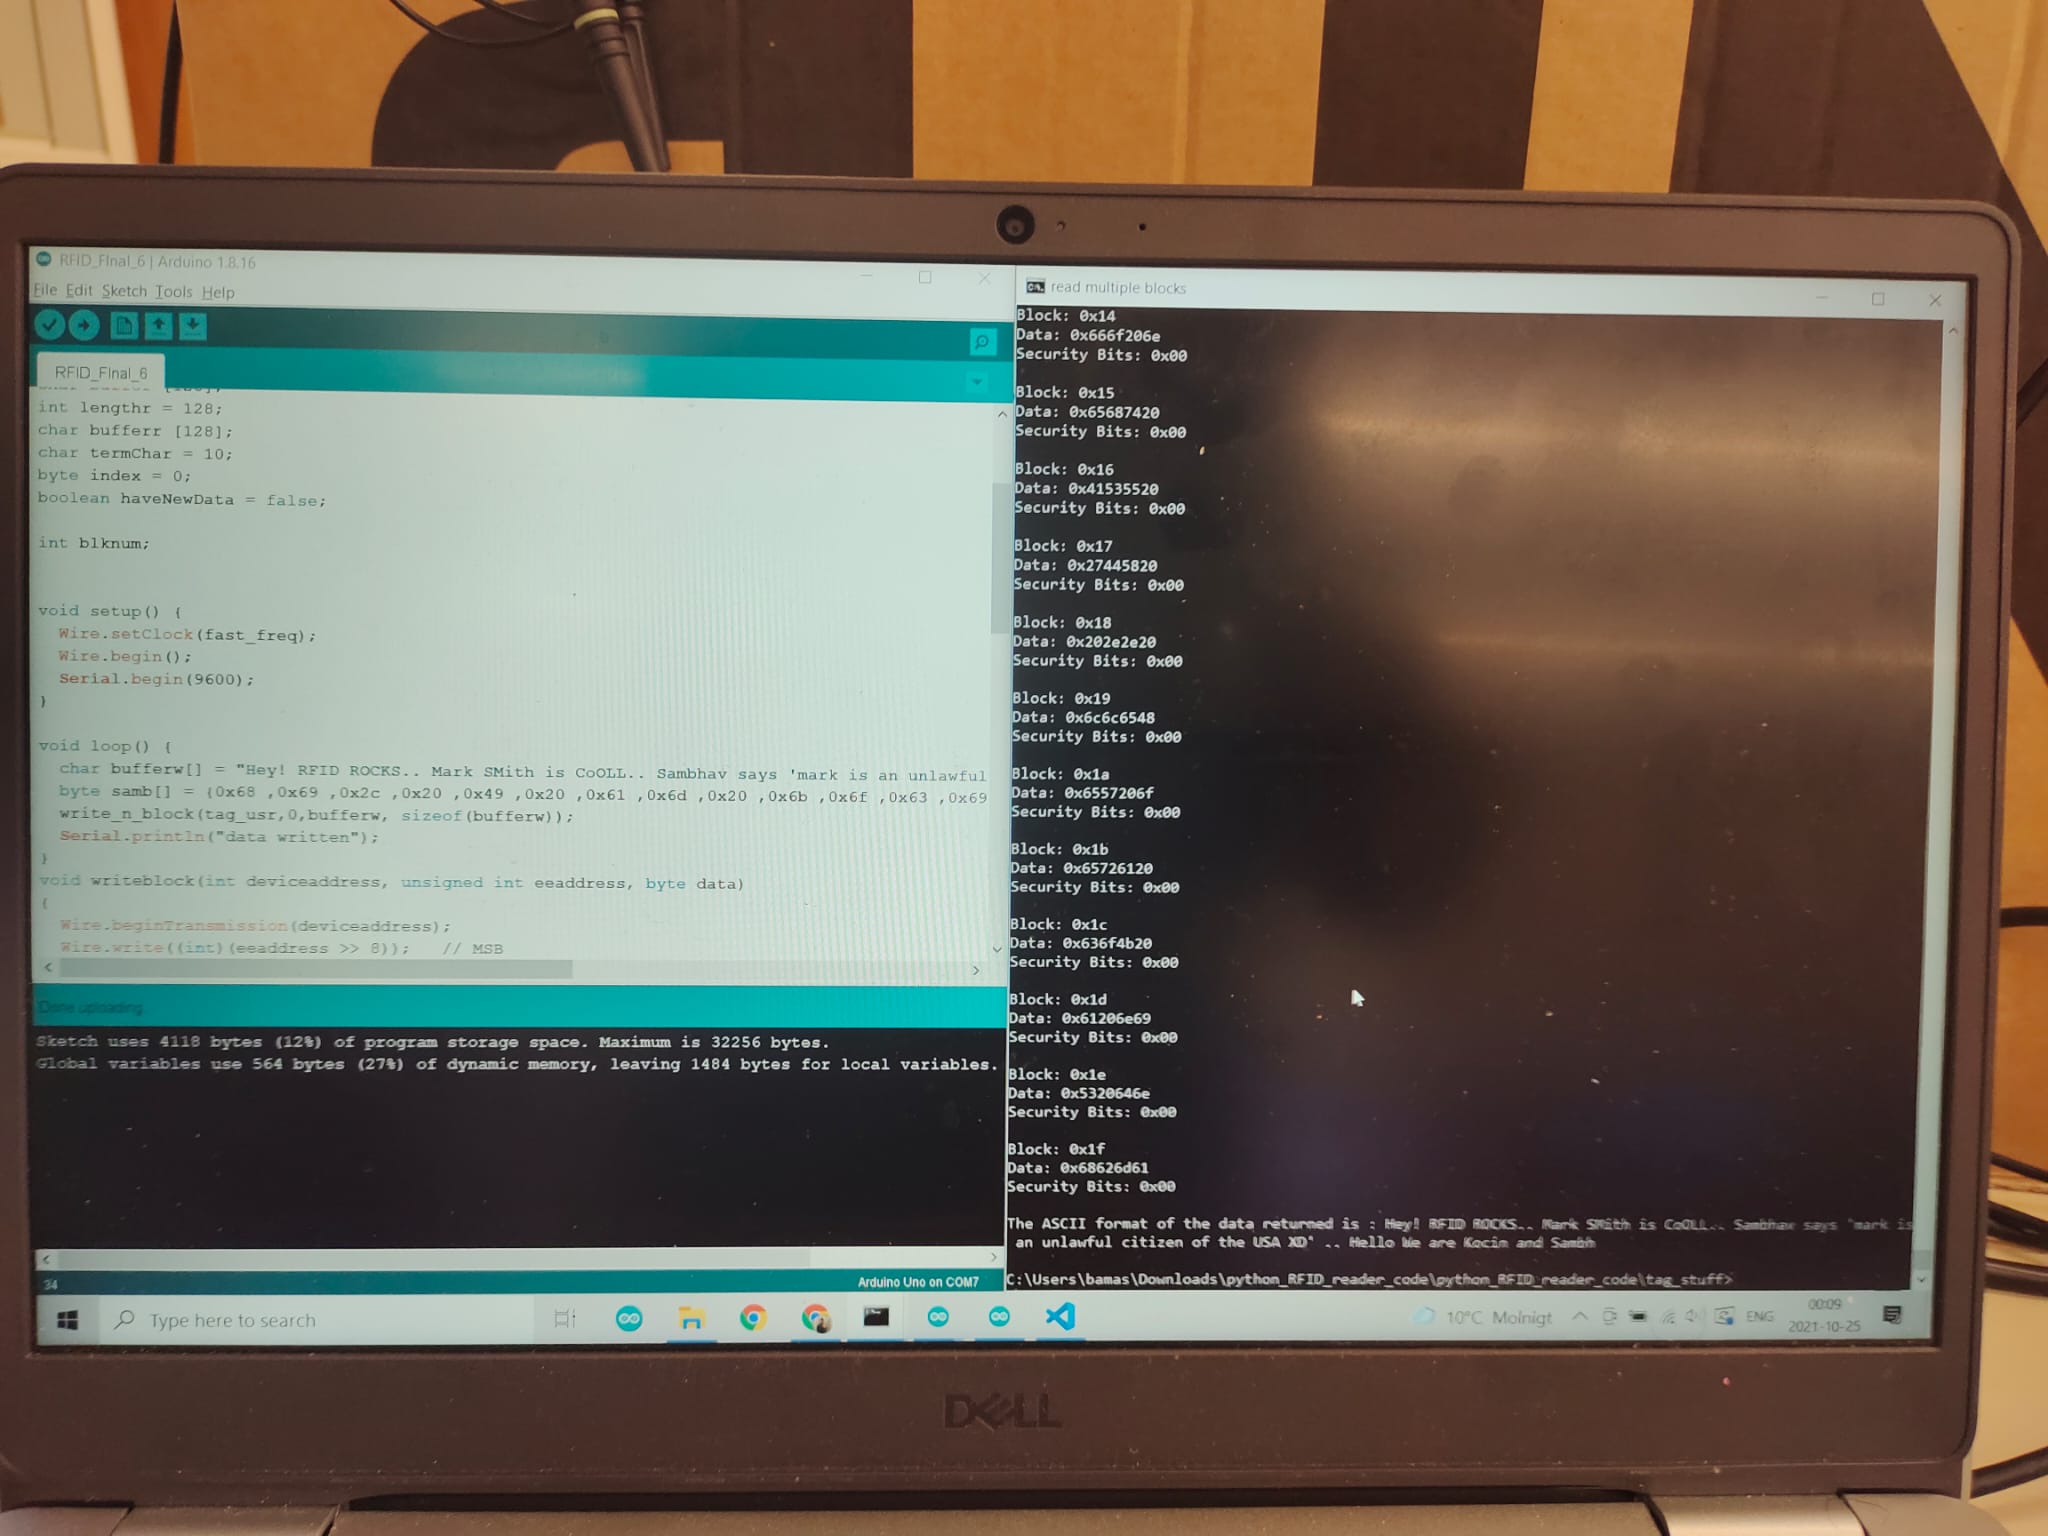 RFID_FInal_6 | Arduino 1.8.16
File Edit Sketch Tools Help
RFID_FInal_6
int lengthr = 128;
char bufferr [128];
char termChar = 10;
byte index = 0;
boolean haveNewData = false;
int blknum;
void setup() {
Wire.setClock(fast_freq);
Wire.begin();
Serial.begin(9600);
}
void loop() {
char bufferw[] = "Hey! RFID ROCKS.. Mark SMith is CoOLL.. Sambhav says 'mark is an unlawful
byte samb[] = {0x68 ,0x69 ,0x2c ,0x20 ,0x49 ,0x20 ,0x61 ,0x6d ,0x20 ,0x6b ,0x6f ,0x63 ,0x69
write_n_block(tag_usr,0,bufferw, sizeof(bufferw));
Serial.println("data written");
}
void writeblock(int deviceaddress, unsigned int eeaddress, byte data)
{
Wire.beginTransmission(deviceaddress);
Wire.write((int)(eeaddress >> 8)); // MSB
Done uploading.
Sketch uses 4118 bytes (12%) of program storage space. Maximum is 32256 bytes.
Global variables use 564 bytes (27%) of dynamic memory, leaving 1484 bytes for local variables.
34
Arduino Uno on COM7
read multiple blocks
Block: 0x14
Data: 0x666f206e
Security Bits: 0x00
Block: 0x15
Data: 0x65687420
Security Bits: 0x00
Block: 0x16
Data: 0x41535520
Security Bits: 0x00
Block: 0x17
Data: 0x27445820
Security Bits: 0x00
Block: 0x18
Data: 0x202e2e20
Security Bits: 0x00
Block: 0x19
Data: 0x6c6c6548
Security Bits: 0x00
Block: 0x1a
Data: 0x6557206f
Security Bits: 0x00
Block: 0x1b
Data: 0x65726120
Security Bits: 0x00
Block: 0x1c
Data: 0x636f4b20
Security Bits: 0x00
Block: 0x1d
Data: 0x61206e69
Security Bits: 0x00
Block: 0x1e
Data: 0x5320646e
Security Bits: 0x00
Block: 0x1f
Data: 0x68626d61
Security Bits: 0x00
The ASCII format of the data returned is : Hey! RFID ROCKS.. Mark SMith is CoOLL.. Sambhav says 'mark is
an unlawful citizen of the USA XD' .. Hello We are Kocin and Sambh
C:\Users\bamas\Downloads\python_RFID_reader_code\python_RFID_reader_code\tag_stuff>
Type here to search
10°C Molnigt
ENG
00:09
2021-10-25
DELL